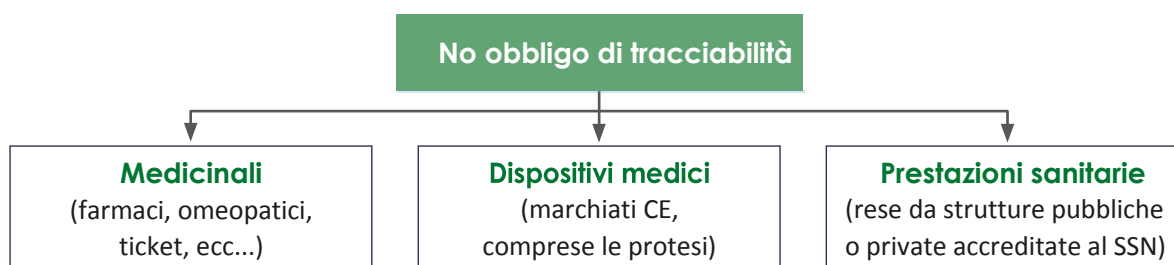 No obbligo di tracciabilità
Medicinali
(farmaci, omeopatici,
ticket, ecc...)
Dispositivi medici
(marchiati CE,
comprese le protesi)
Prestazioni sanitarie
(rese da strutture pubbliche
o private accreditate al SSN)